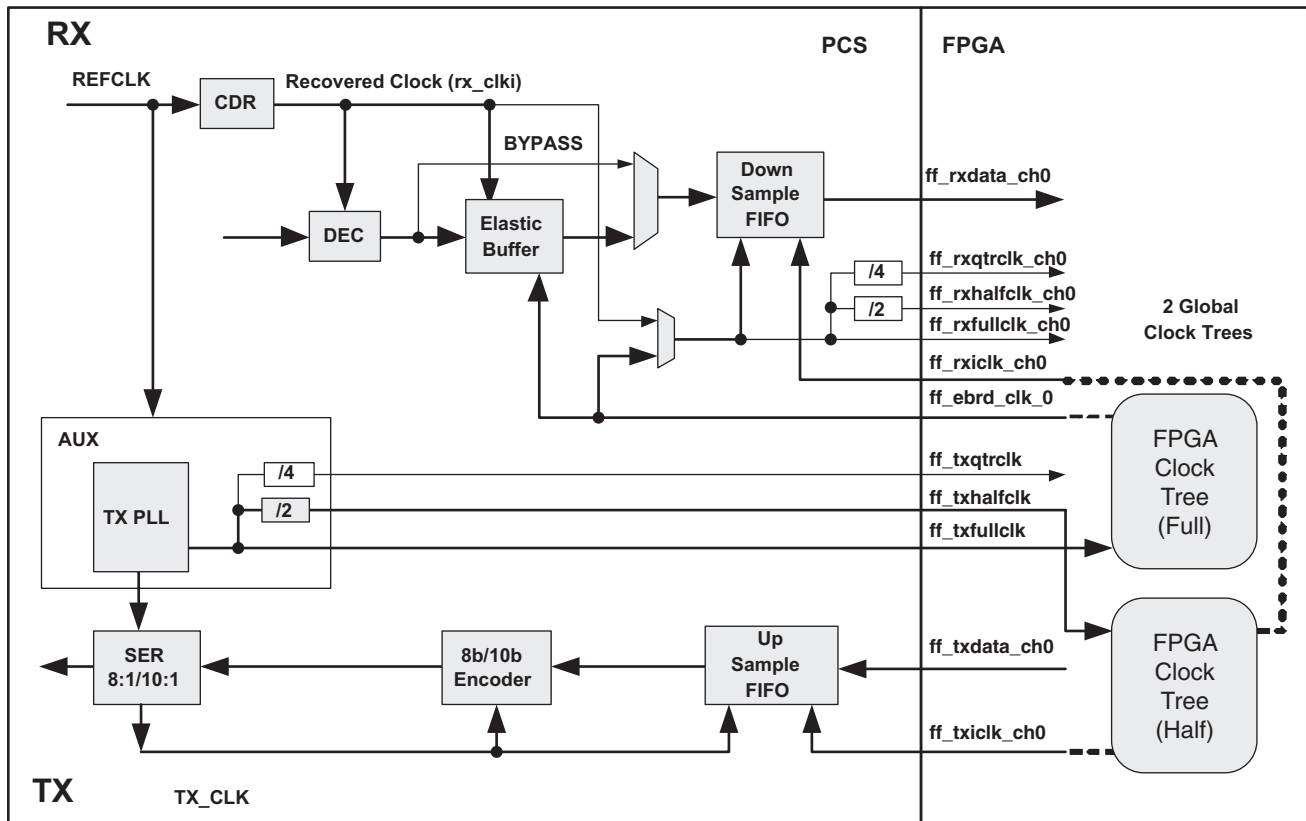 RX
PCS
FPGA
REFCLK
CDR
Recovered Clock (rx_clki)
BYPASS
DEC
Elastic
Buffer
Down
Sample
FIFO
ff_rxdata_ch0
/4
ff_rxqtrclk_ch0
/2
ff_rxhalfclk_ch0
ff_rxfullclk_ch0
2 Global
Clock Trees
ff_rxiclk_ch0
ff_ebrd_clk_0
AUX
TX PLL
/4
/2
ff_txqtrclk
ff_txhalfclk
ff_txfullclk
FPGA
Clock
Tree
(Full)
SER
8:1/10:1
8b/10b
Encoder
Up
Sample
FIFO
ff_txdata_ch0
ff_txiclk_ch0
FPGA
Clock
Tree
(Half)
TX
TX_CLK